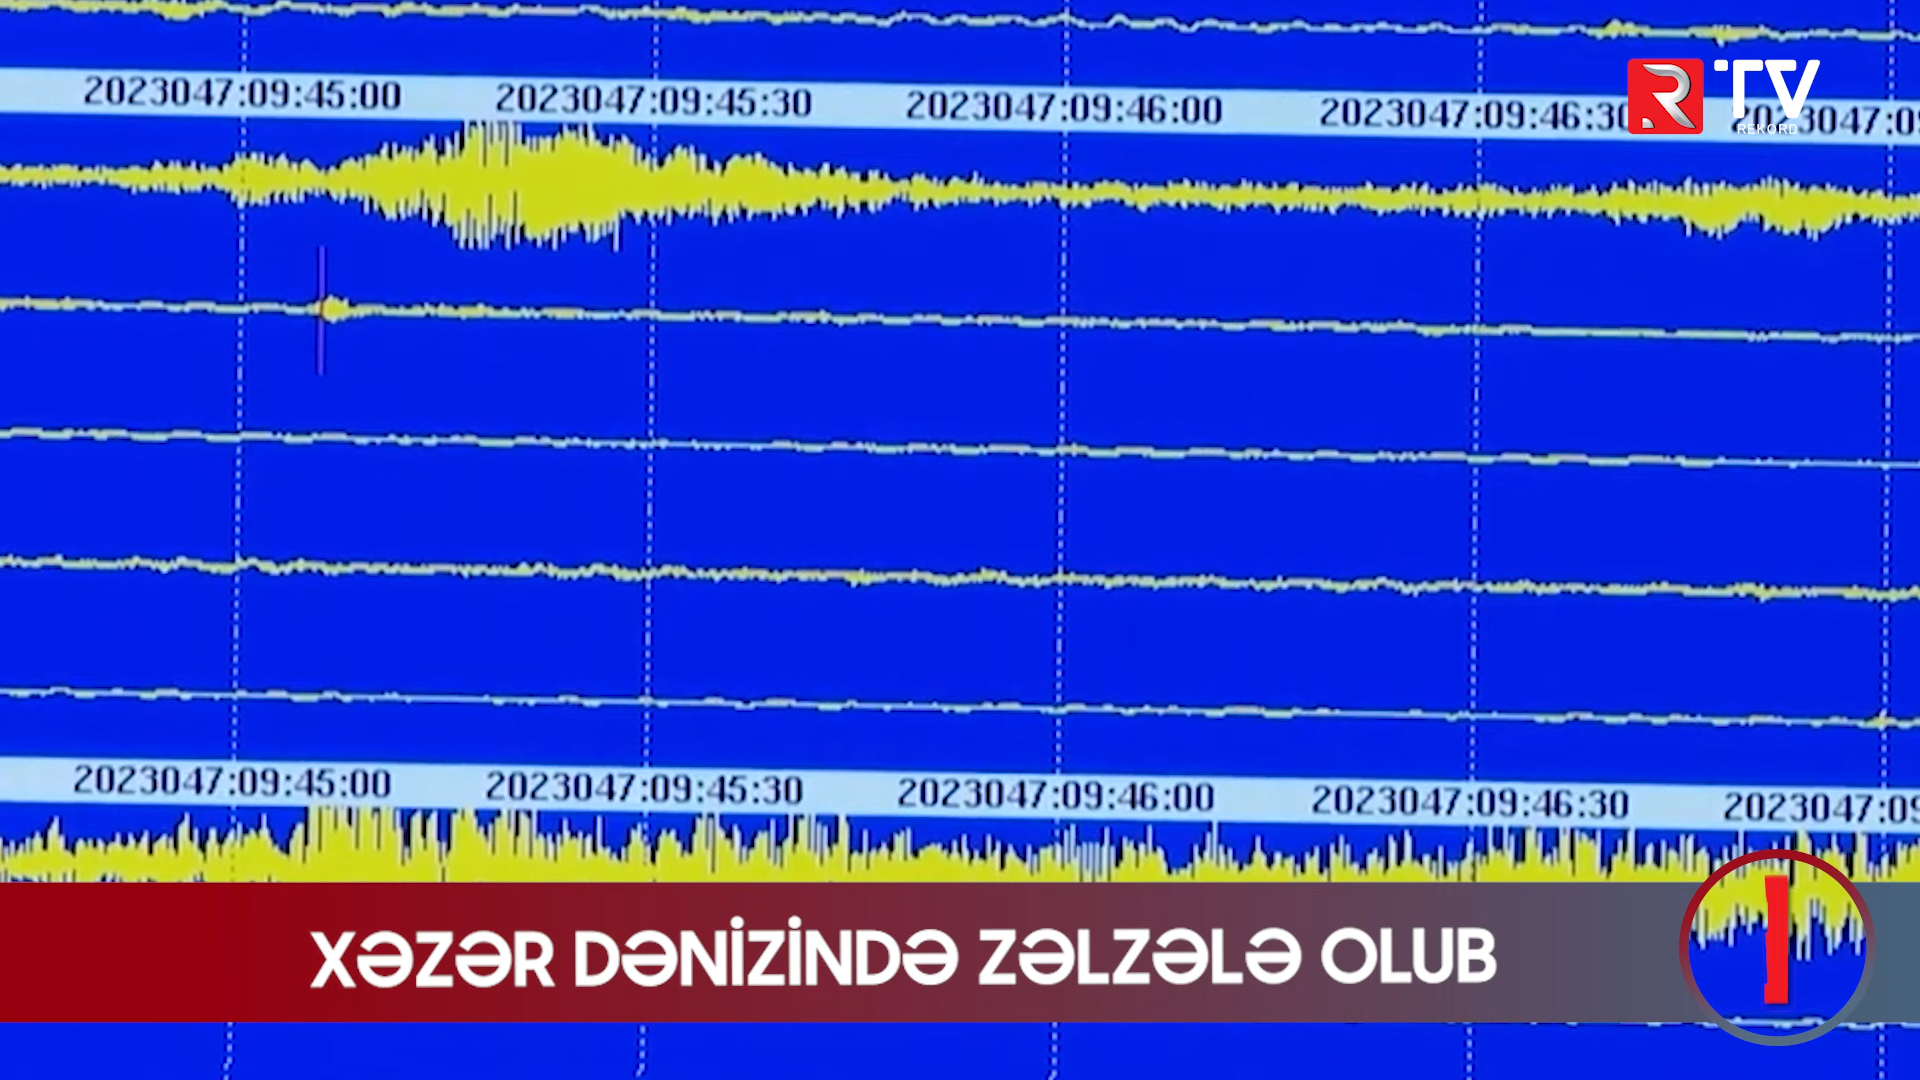 2023047:09:45:00 2023047:09:45:30 2023047:09:46:00 2023047:09:46:30
R TV
REKORD
2023047:09:45:00 2023047:09:45:30 2023047:09:46:00 2023047:09:46:30 2023047:09
XƏZƏR DƏNİZİNDƏ ZƏLZƏLƏ OLUB